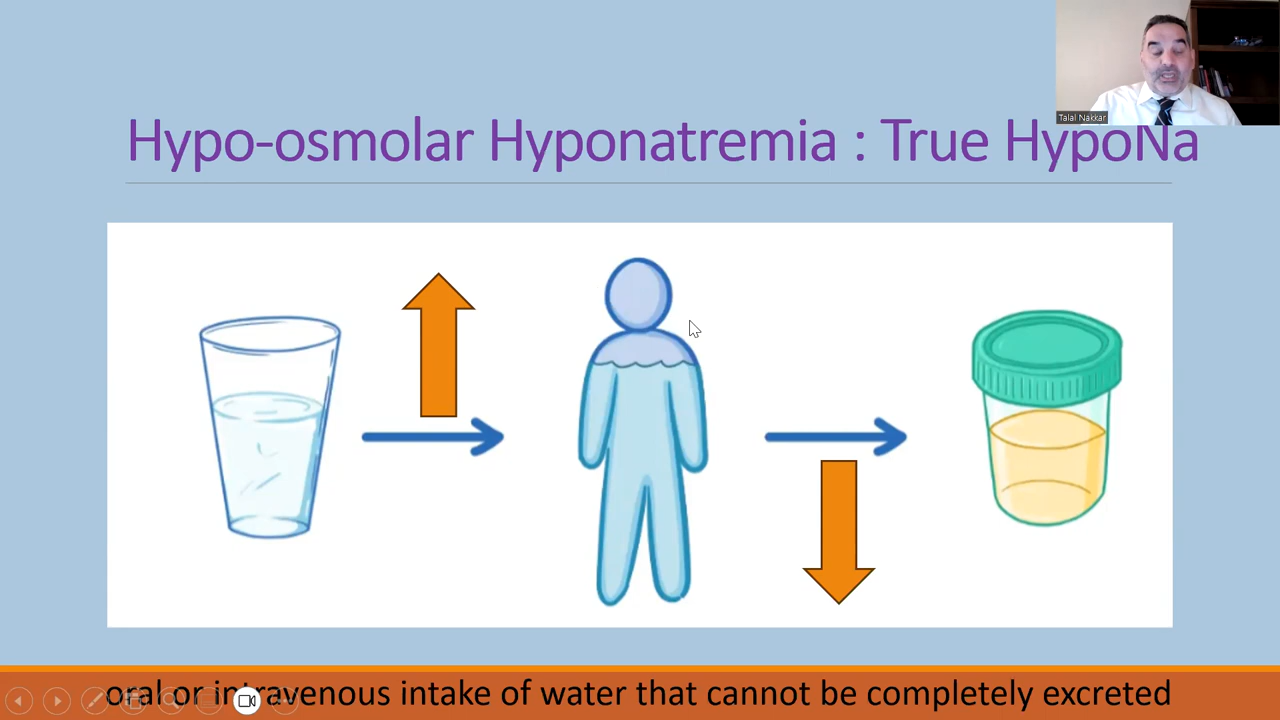 Talal Nakkar
Hypo-osmolar Hyponatremia : True HypoNa
oral or intravenous intake of water that cannot be completely excreted